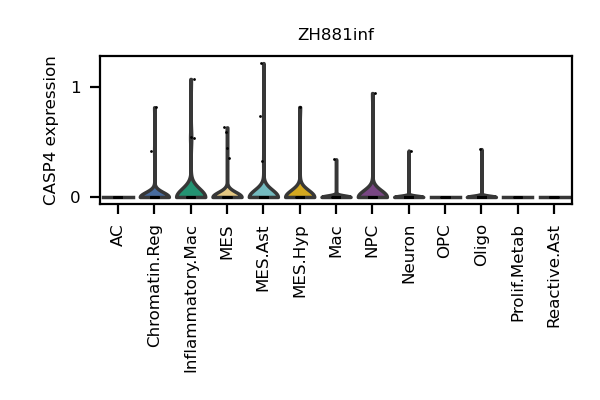 ZH881inf
CASP4 expression
1
0
AC
Chromatin.Reg
Inflammatory.Mac
MES
MES.Ast
MES.Hyp
Mac
NPC
Neuron
OPC
Oligo
Prolif.Metab
Reactive.Ast